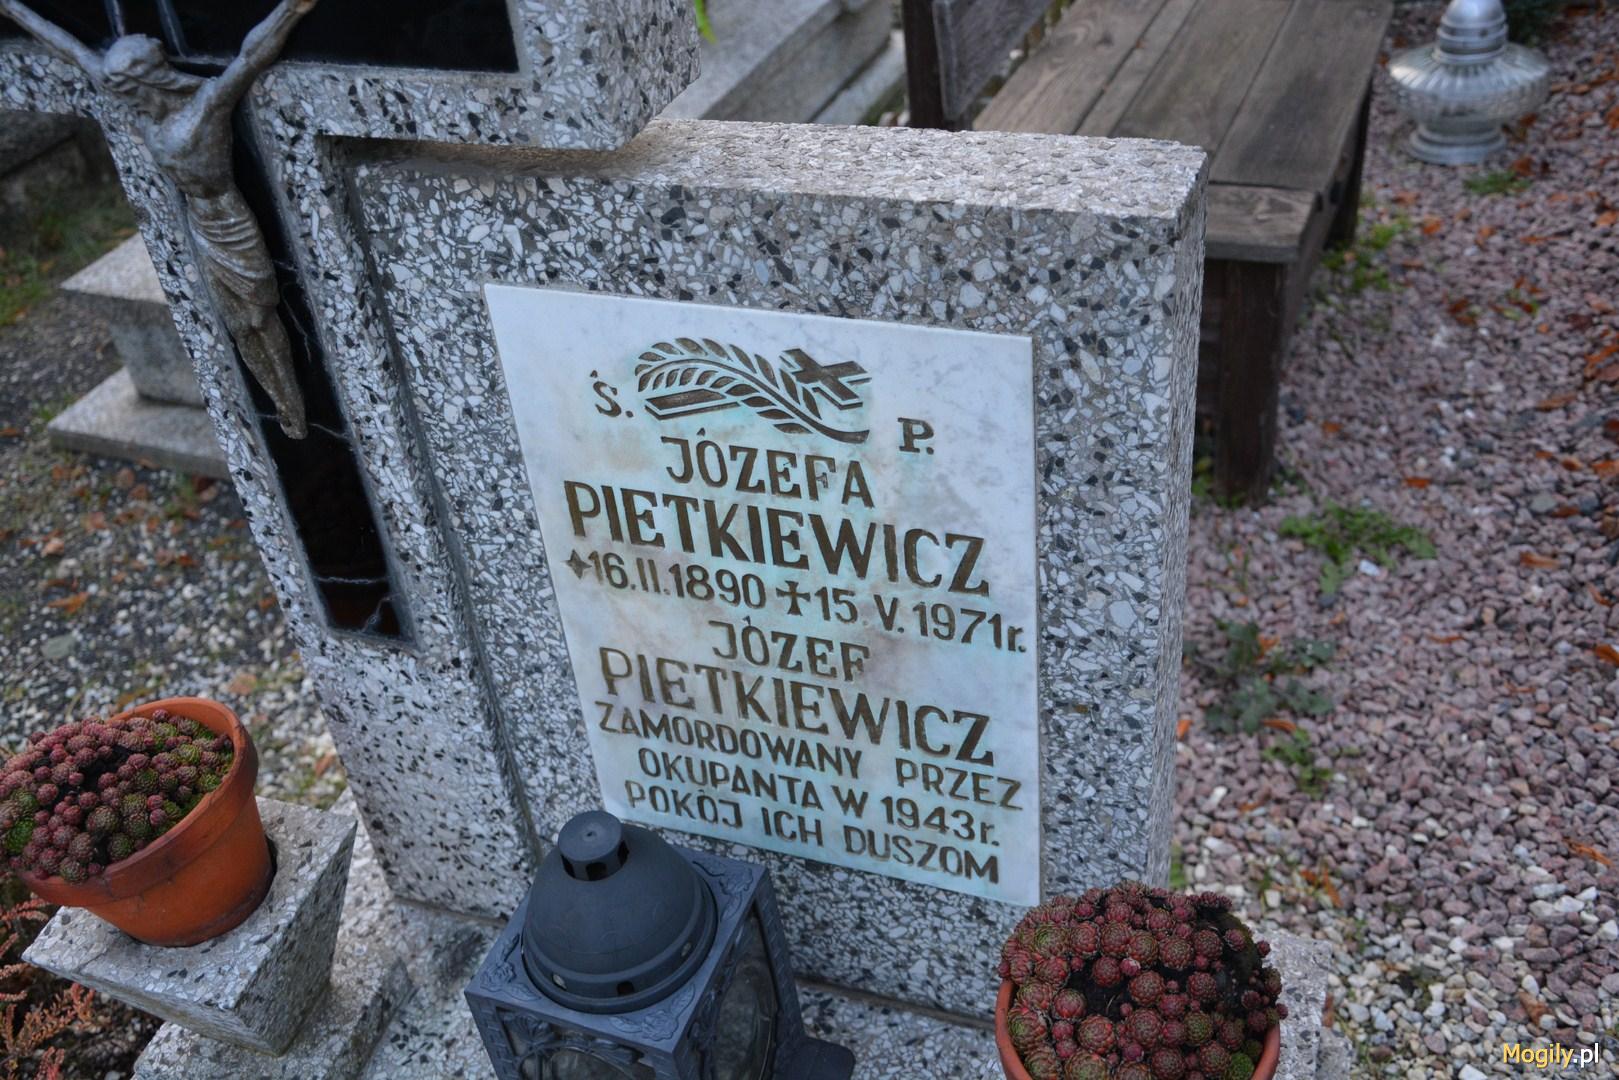 Ś. P.
JÓZEFA
PIETKIEWICZ
✦16.II.1890 ✝15.V.1971r.
JÓZEF
PIETKIEWICZ
ZAMORDOWANY PRZEZ
OKUPANTA W 1943r.
POKÓJ ICH DUSZOM
Mogily.pl